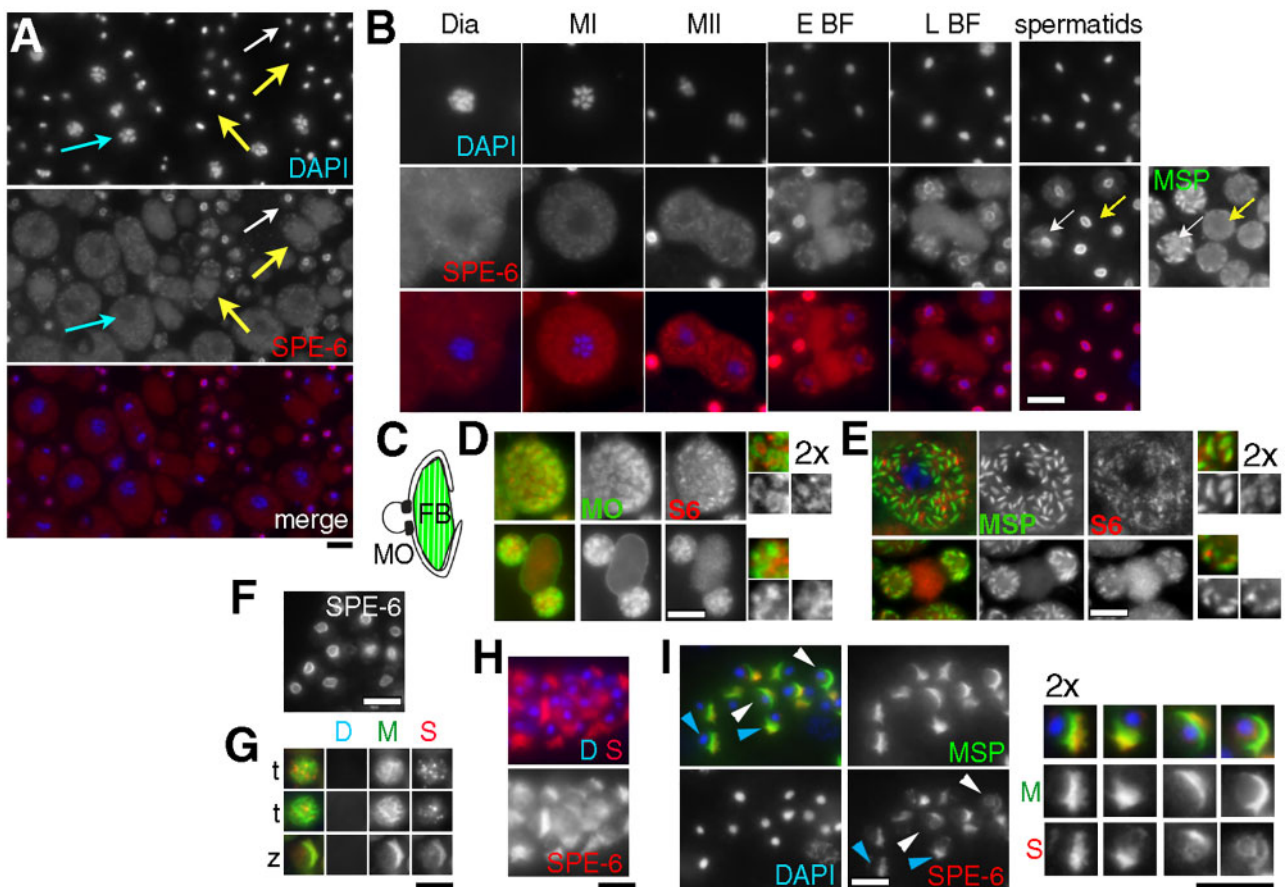 A
DAPI
SPE-6
merge
B
Dia MI MII E BF L BF spermatids
DAPI
SPE-6
MSP
C
FB
MO
D
MO S6 2x
E
MSP S6 2x
F
SPE-6
G
D M S
t
t
z
H
D S
SPE-6
I
MSP
DAPI
SPE-6
2x
M
S